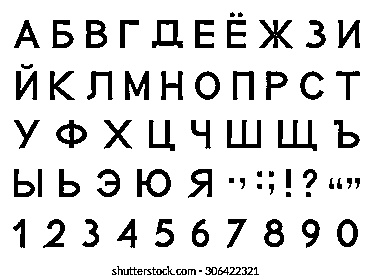 А Б В Г Д Е Ё Ж З И
Й К Л М Н О П Р С Т
У Ф Х Ц Ч Ш Щ Ъ
Ы Ь Э Ю Я . , : ; ! ? “ ”
1 2 3 4 5 6 7 8 9 0
shutterstock.com · 306422321